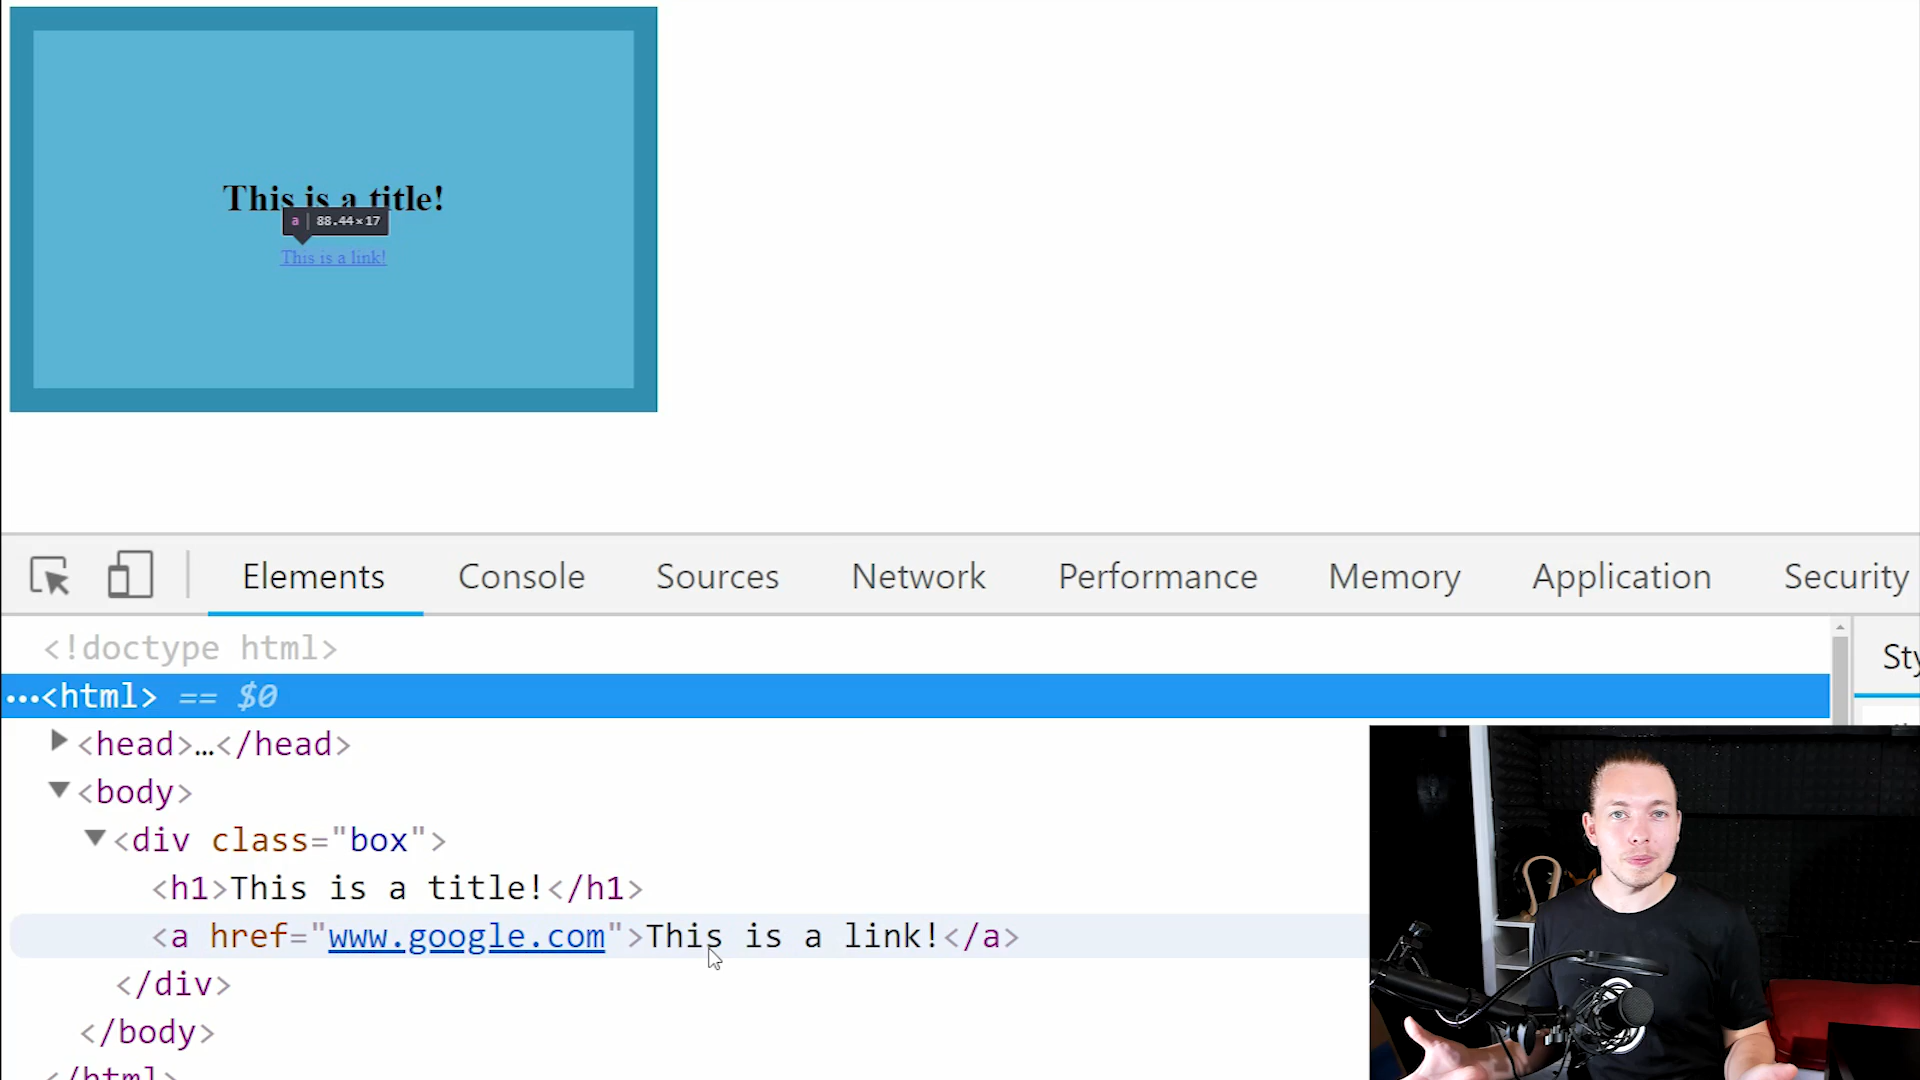 This is a title!
a 88.44×17
This is a link!
Elements Console Sources Network Performance Memory Application Security
<!doctype html>
Sty
…<html> == $0
<head>…</head>
<body>
<div class="box">
<h1>This is a title!</h1>
<a href="www.google.com">This is a link!</a>
</div>
</body>
</html>